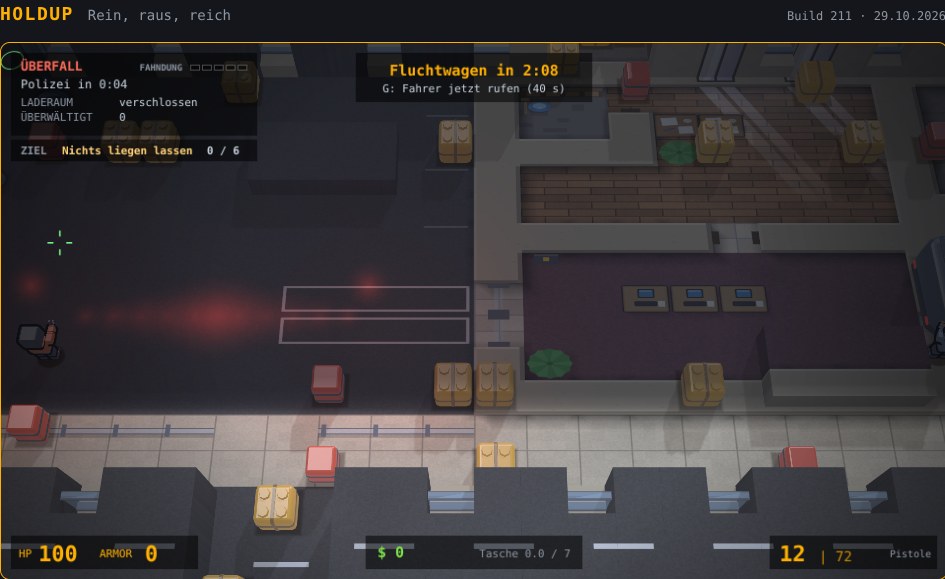 HOLDUP Rein, raus, reich
Build 211 · 29.10.2026
ÜBERFALL FAHNDUNG
Polizei in 0:04
LADERAUM verschlossen
ÜBERWÄLTIGT 0
ZIEL Nichts liegen lassen 0 / 6
Fluchtwagen in 2:08
G: Fahrer jetzt rufen (40 s)
HP 100 ARMOR 0
$ 0 Tasche 0.0 / 7
12 | 72 Pistole